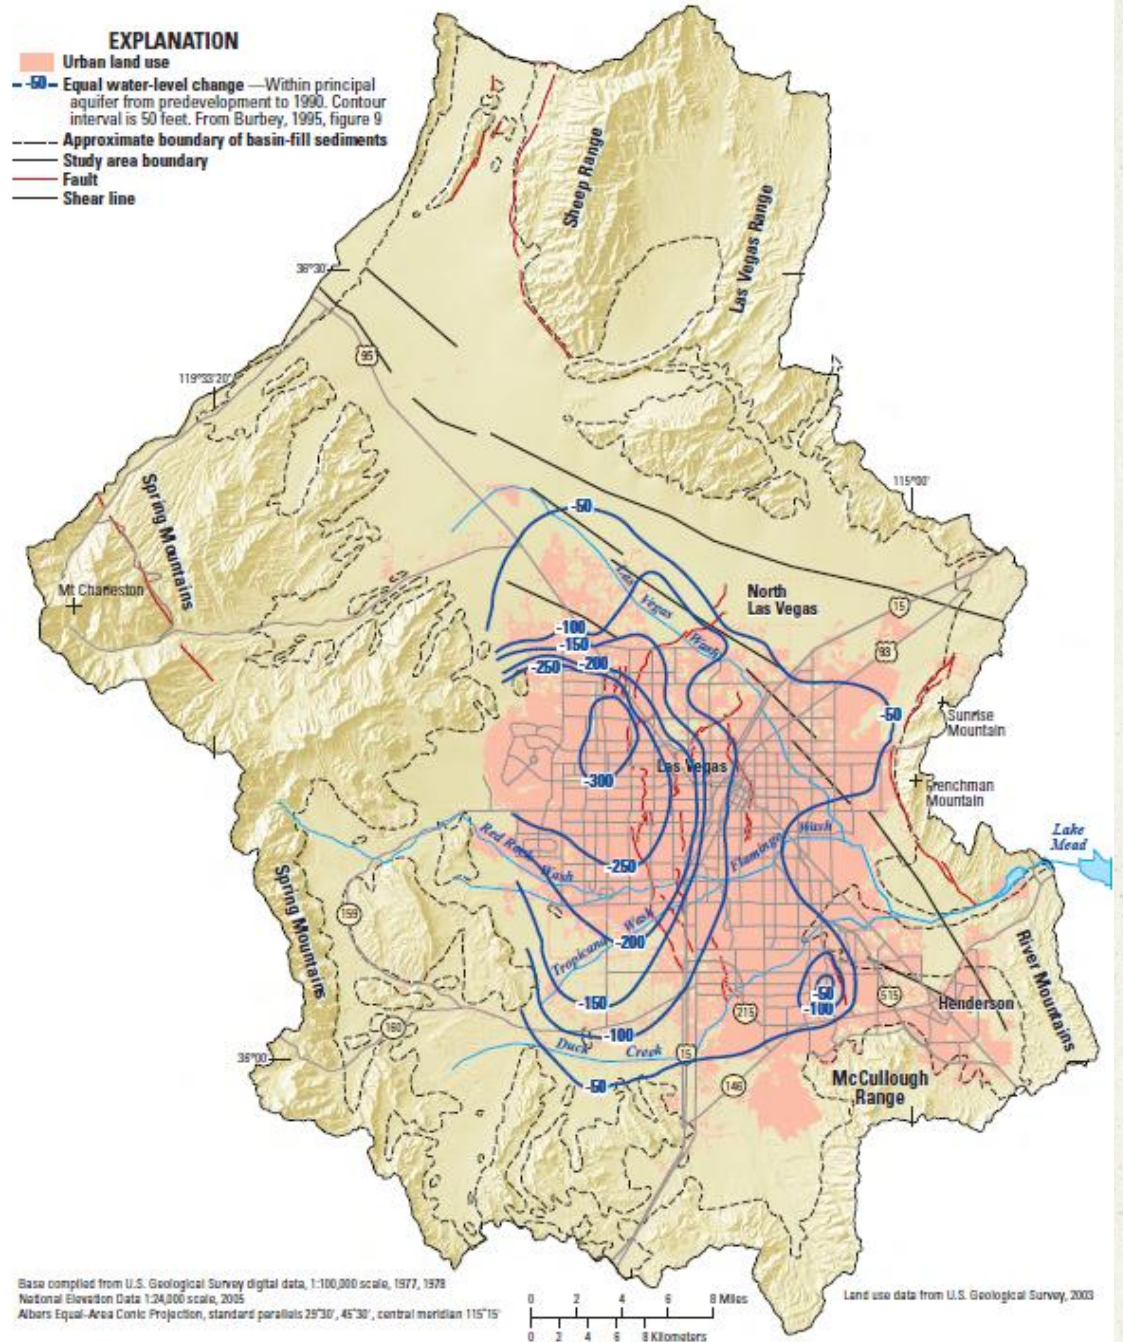 EXPLANATION
Urban land use
-50 Equal water-level change —Within principal
aquifer from predevelopment to 1990. Contour
interval is 50 feet. From Burbey, 1995, figure 9
Approximate boundary of basin-fill sediments
Study area boundary
Fault
Shear line
Sheep Range
Las Vegas Range
36°30'
95
119°33'20"
Spring Mountains
115°00'
-50
Mt Charleston
Las Vegas Wash
North
Las Vegas
15
93
-100
-150
-250
-200
-50
Sunrise
Mountain
Las Vegas
-300
Frenchman
Mountain
Lake
Mead
Red Rock Wash
Flamingo Wash
-250
Spring Mountains
159
Tropicana Wash
-200
River Mountains
-50
-100
515
Henderson
-150
215
160
-100
Duck Creek
15
36°00'
-50
146
McCullough
Range
Base compiled from U.S. Geological Survey digital data, 1:100,000 scale, 1977, 1978
National Elevation Data 1:24,000 scale, 2005
Albers Equal-Area Conic Projection, standard parallels 29°30', 45°30', central meridian 115°15'
0 2 4 6 8 Miles
0 2 4 6 8 Kilometers
Land use data from U.S. Geological Survey, 2003